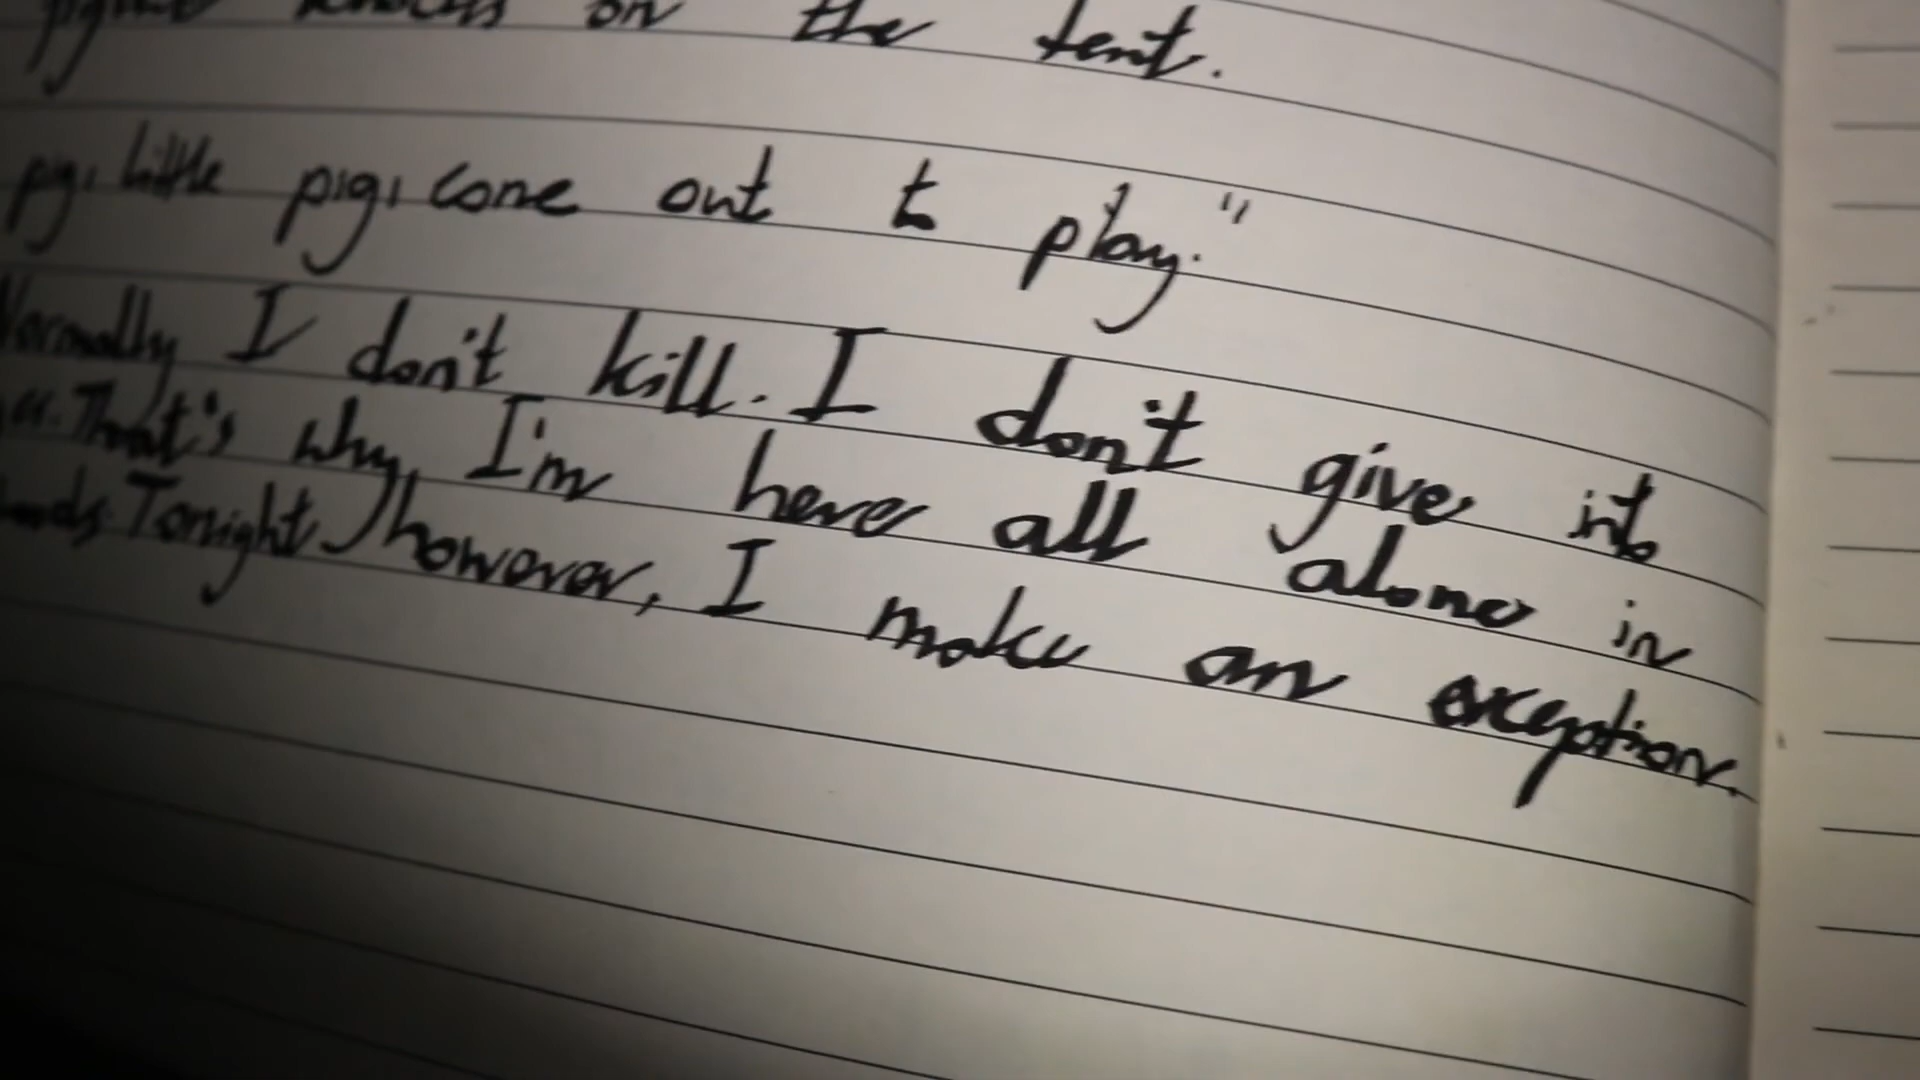 on the tent.
pig, little pig, come out to play."
Normally I don't kill. I don't give into
That's why I'm here all alone in
Tonight, however, I make an exception.